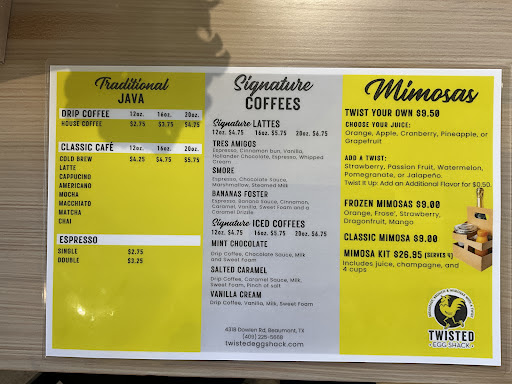 Traditional
JAVA
DRIP COFFEE 12oz. 16oz. 20oz.
HOUSE COFFEE $2.75 $3.75 $4.75
CLASSIC CAFÉ 12oz. 16oz. 20oz.
COLD BREW $4.25 $4.75 $5.75
LATTE
CAPPUCINO
AMERICANO
MOCHA
MACCHIATO
MATCHA
CHAI
ESPRESSO
SINGLE $2.75
DOUBLE $3.25
Signature
COFFEES
Signature LATTES
12oz. $4.75 16oz. $5.75 20oz. $6.75
TRES AMIGOS
Espresso, Cinnamon bun, Vanilla,
Hollander Chocolate, Espresso, Whipped
Cream
SMORE
Espresso, Chocolate Sauce,
Marshmallow, Steamed Milk
BANANAS FOSTER
Espresso, Banana Sauce, Cinnamon,
Caramel, Vanilla, Sweet Foam and a
Caramel Drizzle
Signature ICED COFFEES
12oz. $4.75 16oz. $5.75 20oz. $6.75
MINT CHOCOLATE
Drip Coffee, Chocolate Sauce, Milk
and Sweet Foam
SALTED CARAMEL
Drip Coffee, Caramel Sauce, Milk,
Sweet Foam, Pinch of salt
VANILLA CREAM
Drip Coffee, Vanilla, Milk, Sweet Foam
4318 Dowlen Rd, Beaumont, TX
(409) 225-5668
twistedeggshack.com
Mimosas
TWIST YOUR OWN $9.50
CHOOSE YOUR JUICE:
Orange, Apple, Cranberry, Pineapple, or
Grapefruit
ADD A TWIST:
Strawberry, Passion Fruit, Watermelon,
Pomegranate, or Jalapeño.
Twist It Up: Add an Additional Flavor for $0.50
FROZEN MIMOSAS $9.00
Orange, Frose', Strawberry,
Dragonfruit, Mango
CLASSIC MIMOSA $9.00
MIMOSA KIT $26.95 (SERVES 4)
Includes juice, champagne, and
4 cups
TWISTED
EGG SHACK